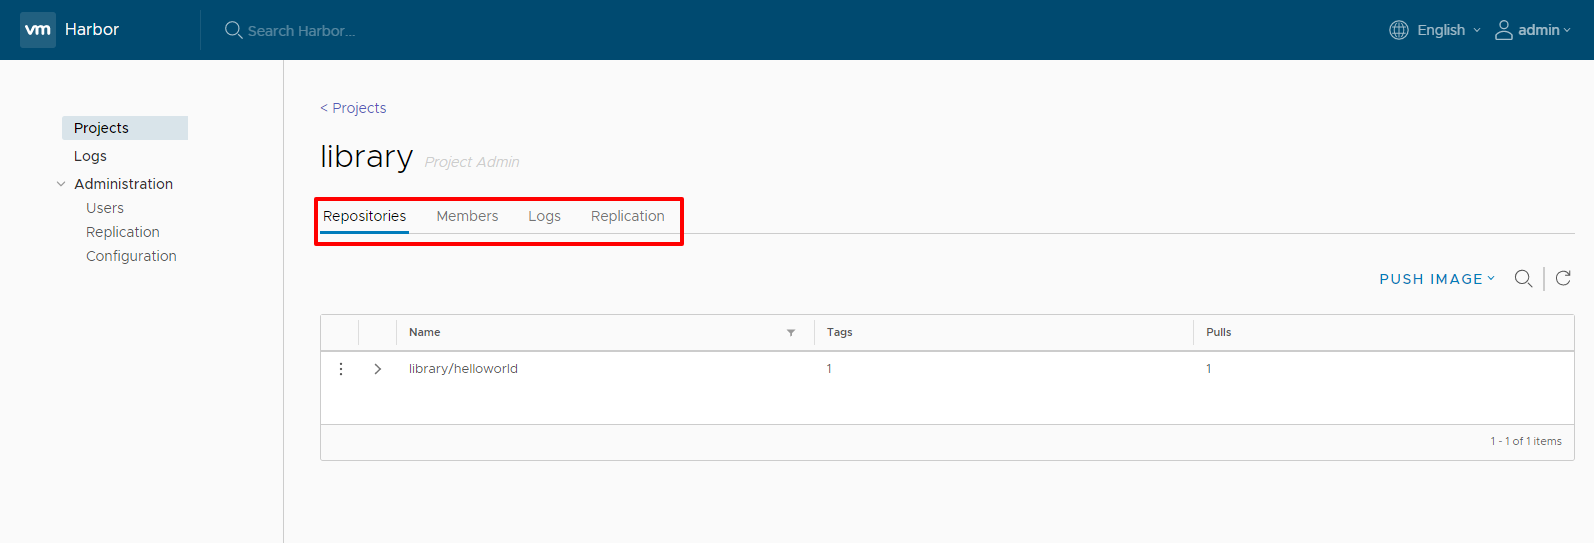 vm Harbor Search Harbor... English admin
Projects
Logs
Administration
Users
Replication
Configuration
< Projects
library Project Admin
Repositories Members Logs Replication
PUSH IMAGE
Name Tags Pulls
library/helloworld 1 1
1 - 1 of 1 items